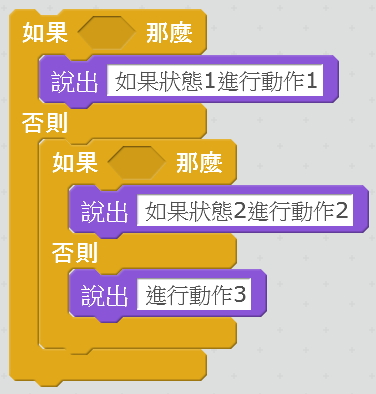 如果 那麼
說出 如果狀態1進行動作1
否則
如果 那麼
說出 如果狀態2進行動作2
否則
說出 進行動作3